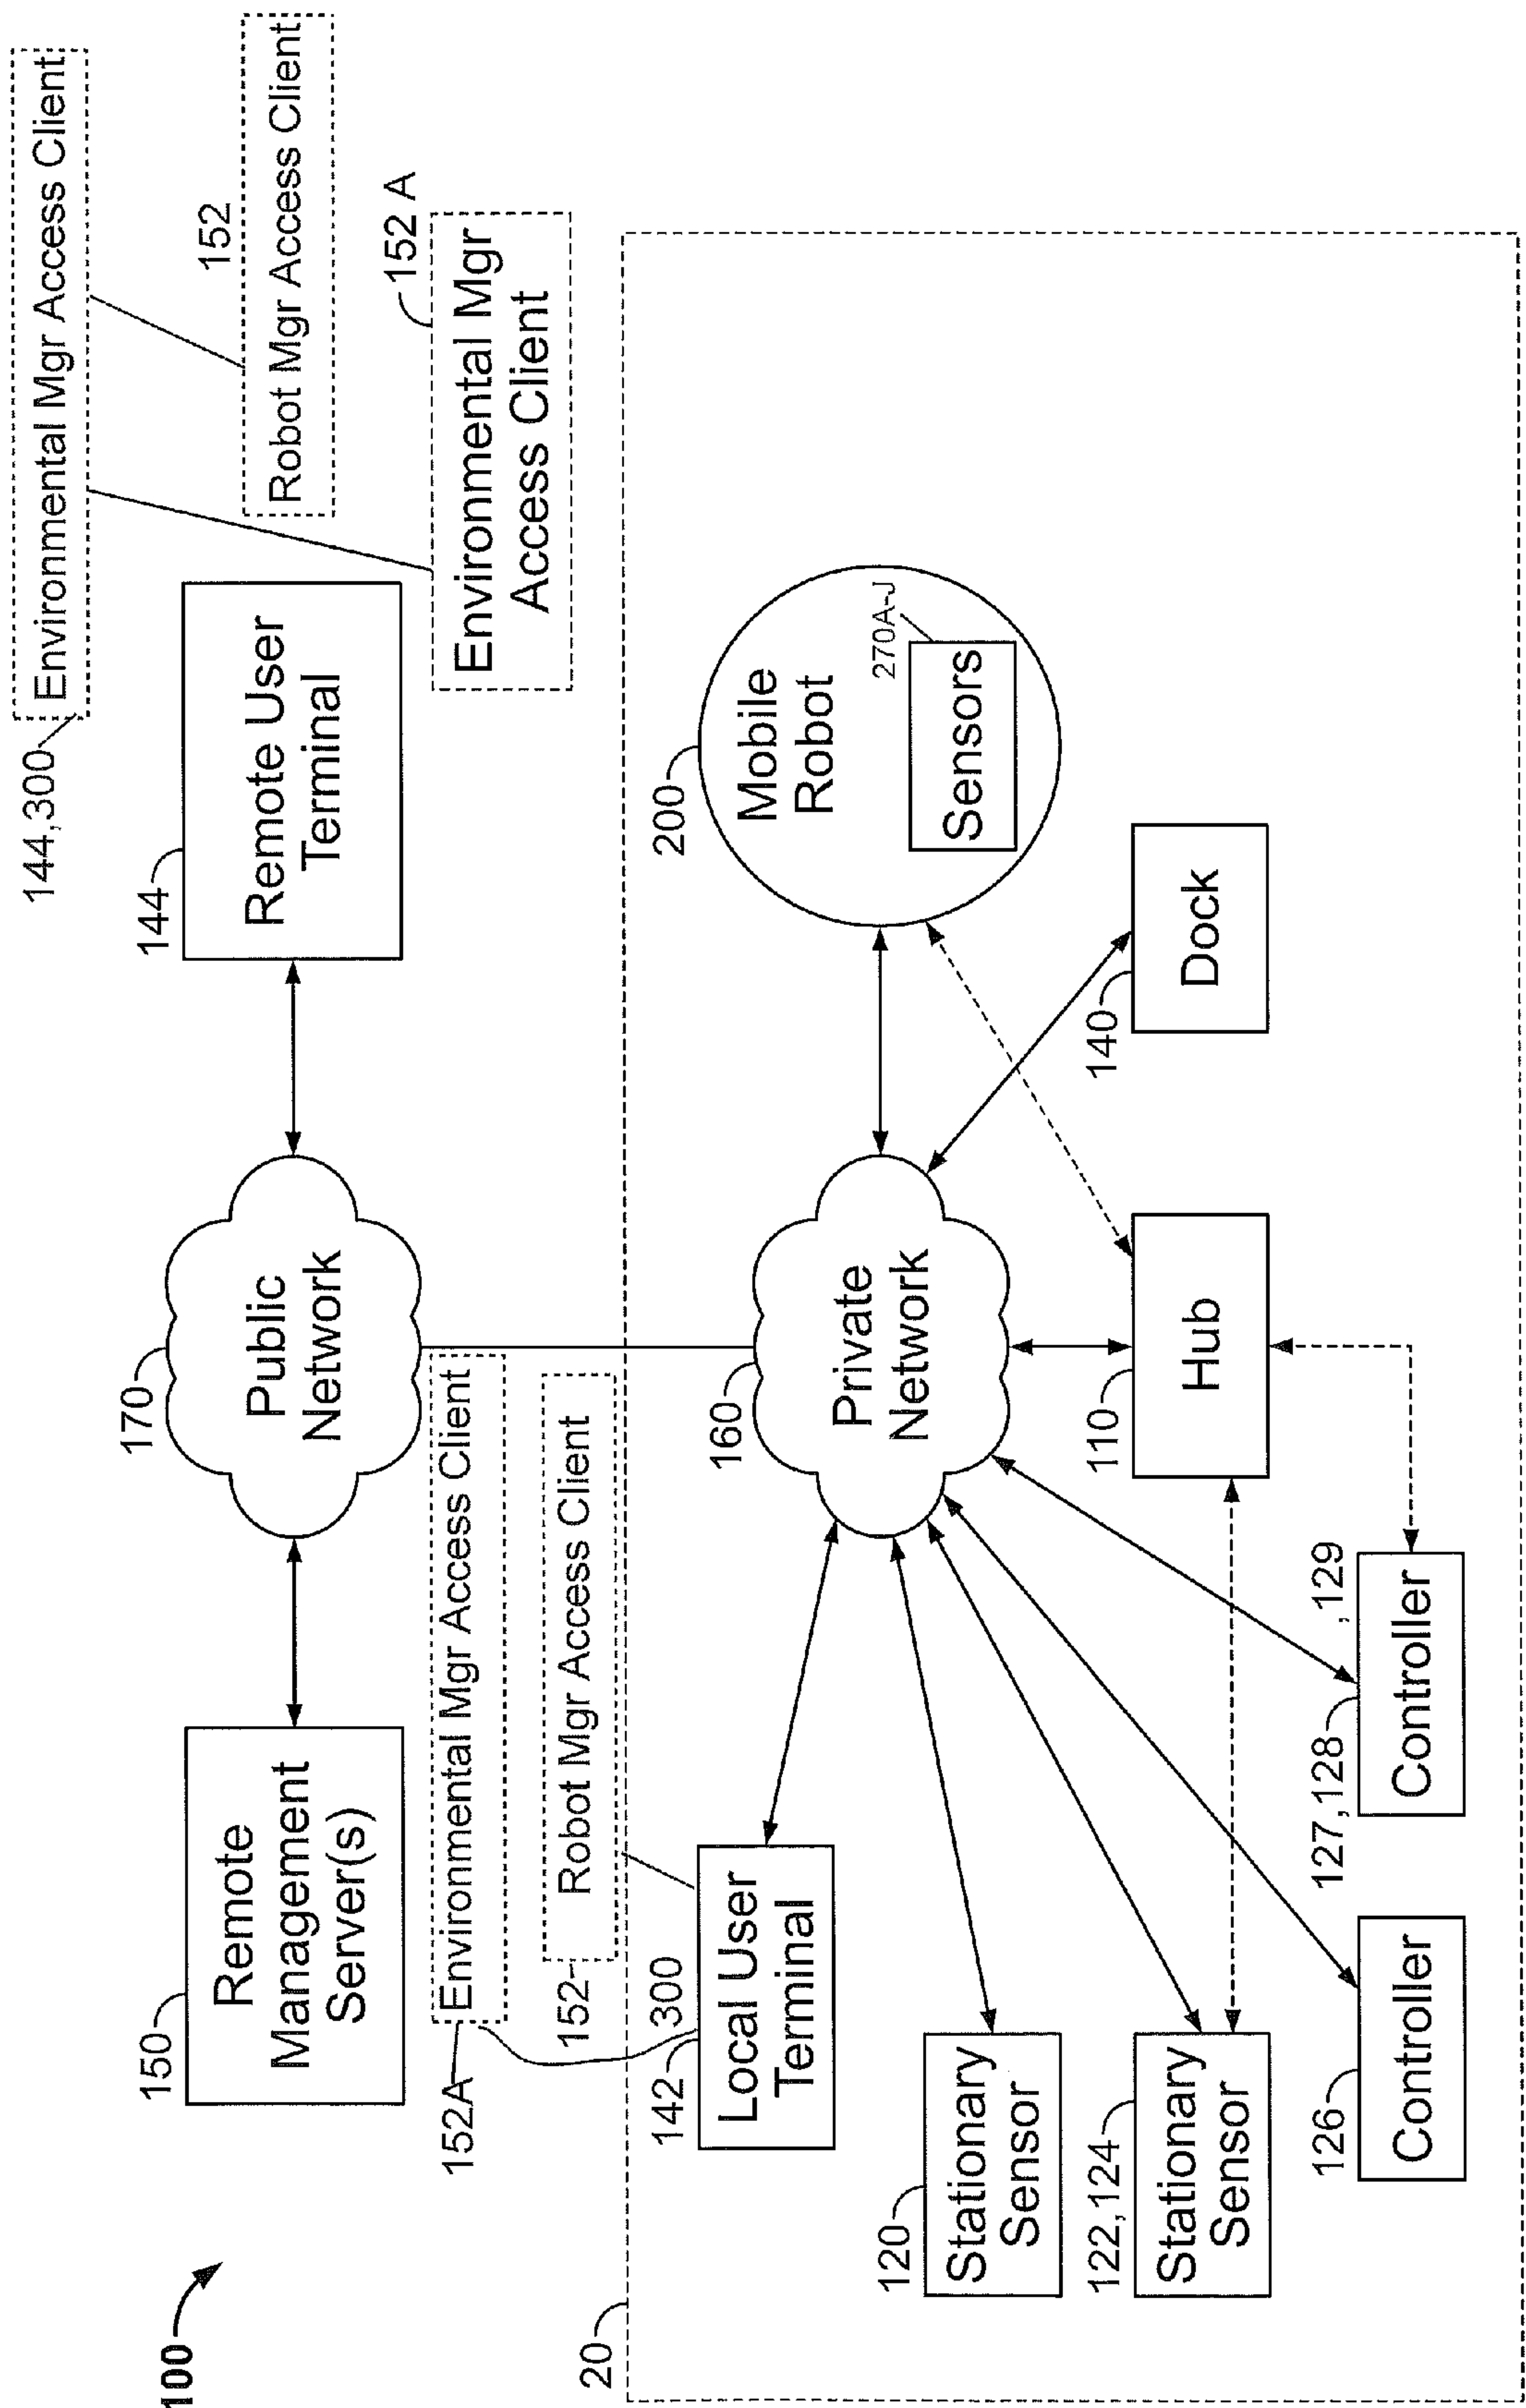 100
150
Remote
Management
Server(s)
170
Public
Network
144
Remote User
Terminal
144,300
Environmental Mgr Access Client
152
Robot Mgr Access Client
152 A
Environmental Mgr
Access Client
152A
Environmental Mgr Access Client
152
Robot Mgr Access Client
20
142
300
Local User
Terminal
160
Private
Network
200
Mobile
Robot
270A-J
Sensors
120
Stationary
Sensor
122,124
Stationary
Sensor
110
Hub
140
Dock
126
Controller
127,128
,129
Controller